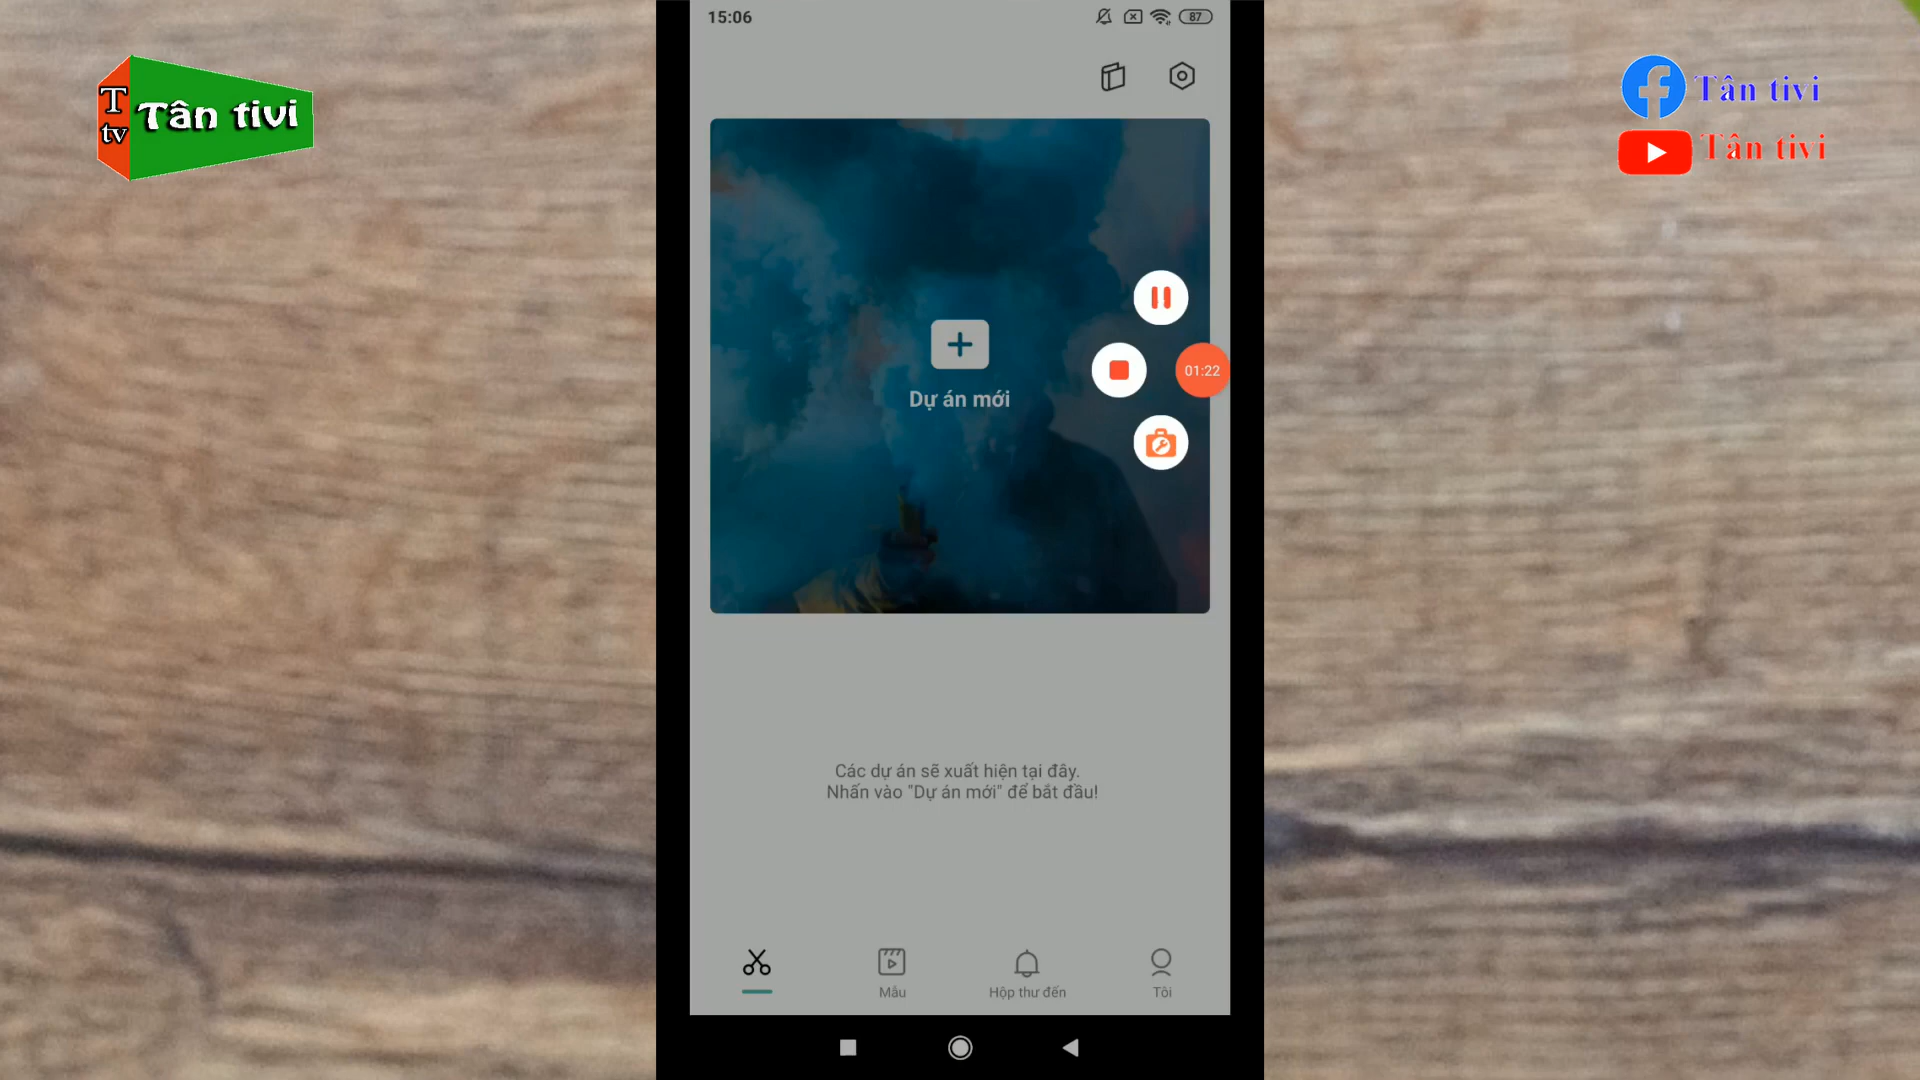 15:06
87
T
tv
Tân tivi
Tân tivi
Tân tivi
Dự án mới
01:22
Các dự án sẽ xuất hiện tại đây.
Nhấn vào "Dự án mới" để bắt đầu!
Mẫu
Hộp thư đến
Tôi